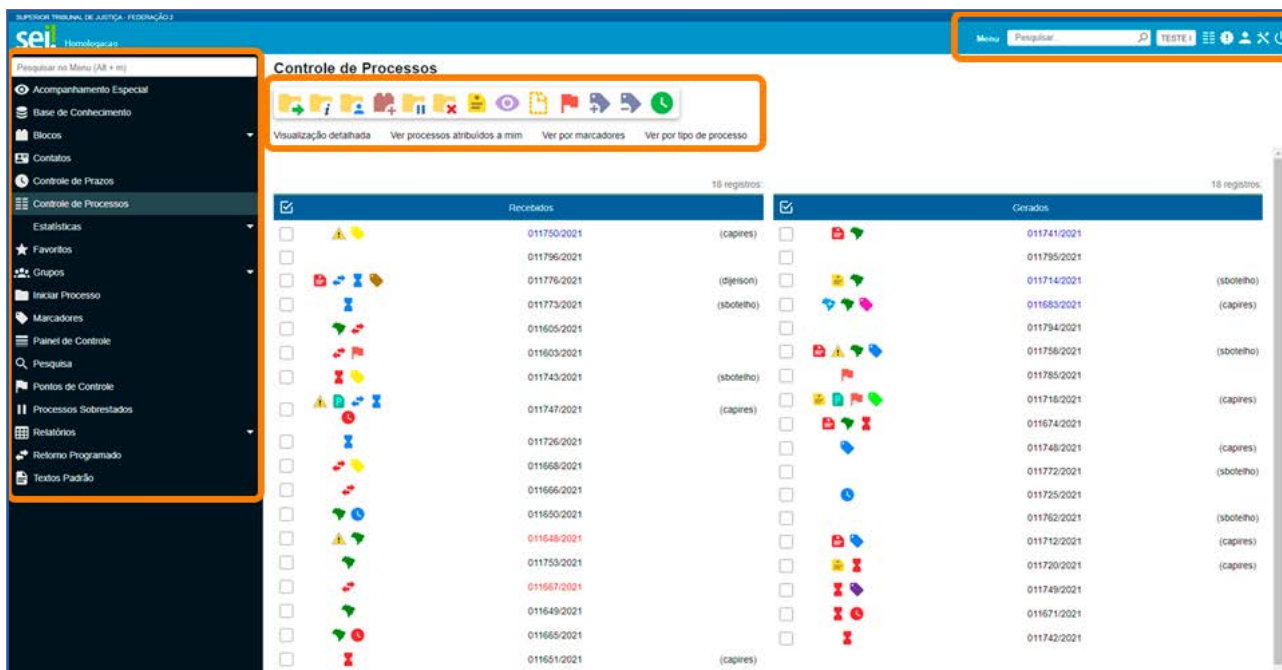 SUPERIOR TRIBUNAL DE JUSTIÇA - FEDERAÇÃO 2
sei! Homologacao
Menu Pesquisar... TESTE I
Pesquisar no Menu (Alt + m)
Acompanhamento Especial
Base de Conhecimento
Blocos
Contatos
Controle de Prazos
Controle de Processos
Estatísticas
Favoritos
Grupos
Iniciar Processo
Marcadores
Painel de Controle
Pesquisa
Pontos de Controle
Processos Sobrestados
Relatórios
Retorno Programado
Textos Padrão
Controle de Processos
Visualização detalhada Ver processos atribuídos a mim Ver por marcadores Ver por tipo de processo
18 registros:
Recebidos
011750/2021 (capires)
011796/2021
011776/2021 (dijeison)
011773/2021 (sbotelho)
011605/2021
011603/2021
011743/2021 (sbotelho)
011747/2021 (capires)
011726/2021
011668/2021
011666/2021
011650/2021
011648/2021
011753/2021
011667/2021
011649/2021
011665/2021
011651/2021 (capires)
18 registros:
Gerados
011741/2021
011795/2021
011714/2021 (sbotelho)
011683/2021 (capires)
011794/2021
011756/2021 (sbotelho)
011785/2021
011718/2021 (capires)
011674/2021
011748/2021 (capires)
011772/2021 (sbotelho)
011725/2021
011762/2021 (sbotelho)
011712/2021 (capires)
011720/2021 (capires)
011749/2021
011671/2021
011742/2021